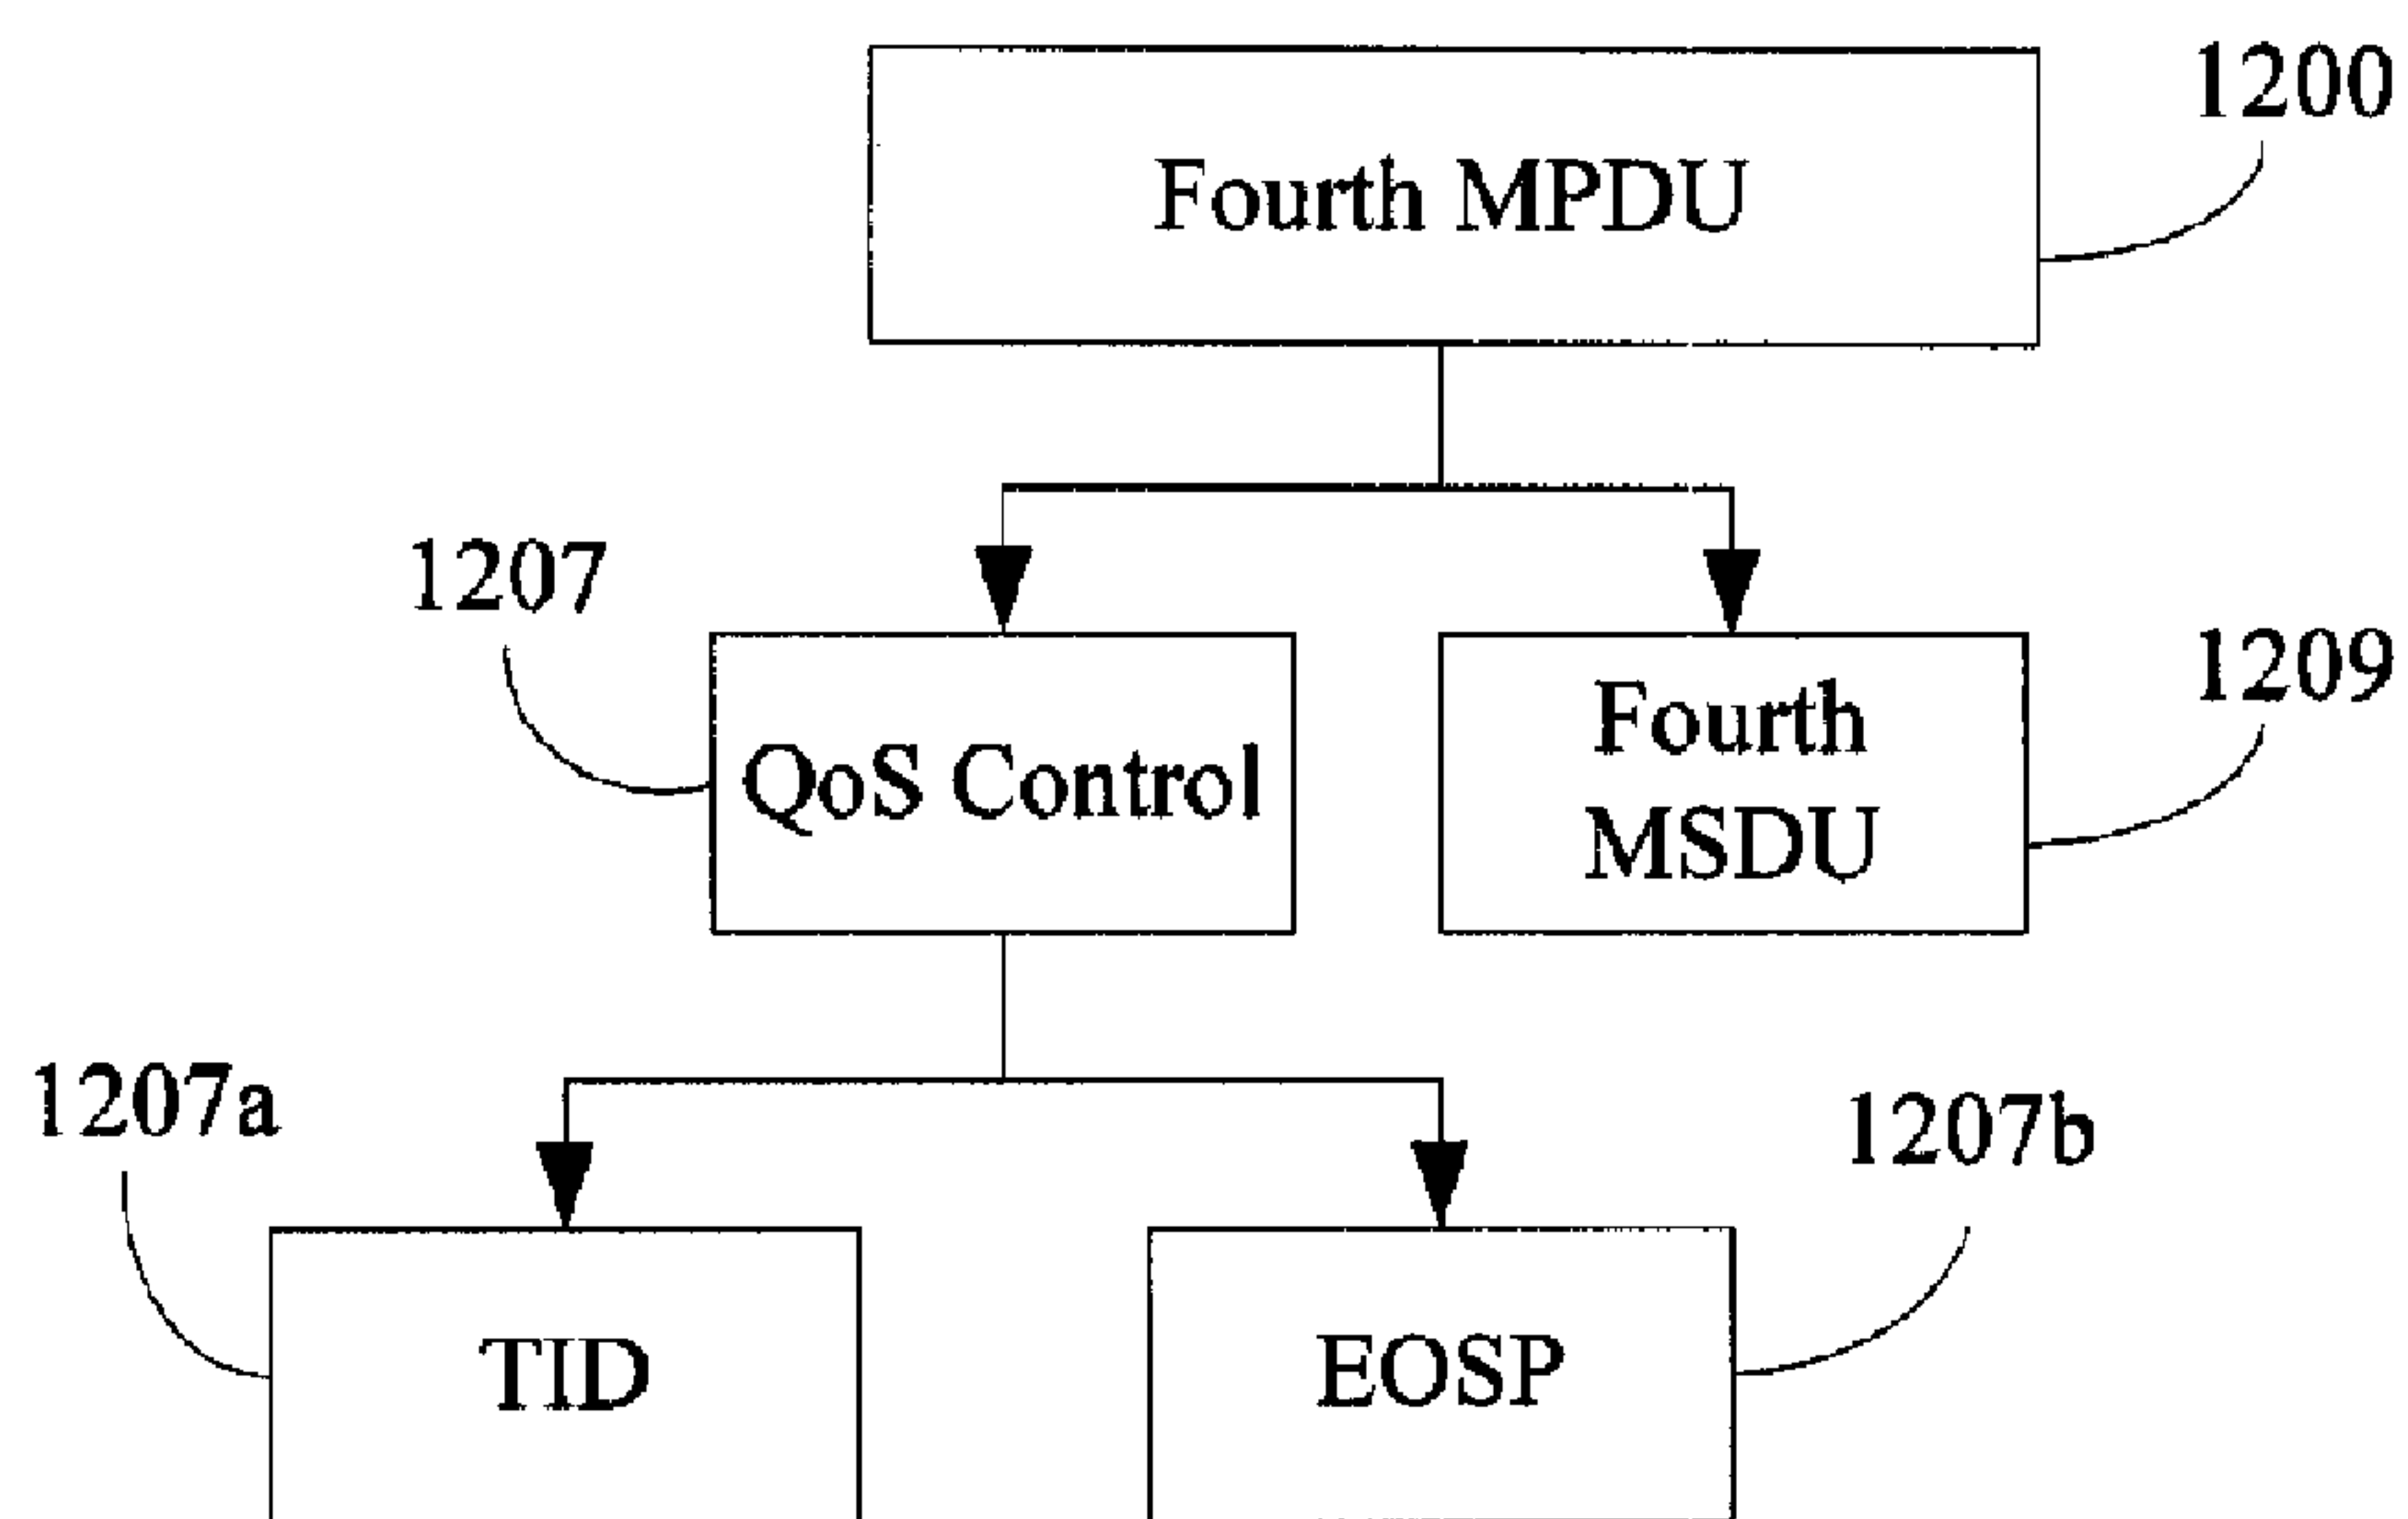 1200
Fourth MPDU
1207
QoS Control
Fourth
MSDU
1209
1207a
1207b
TID
EOSP